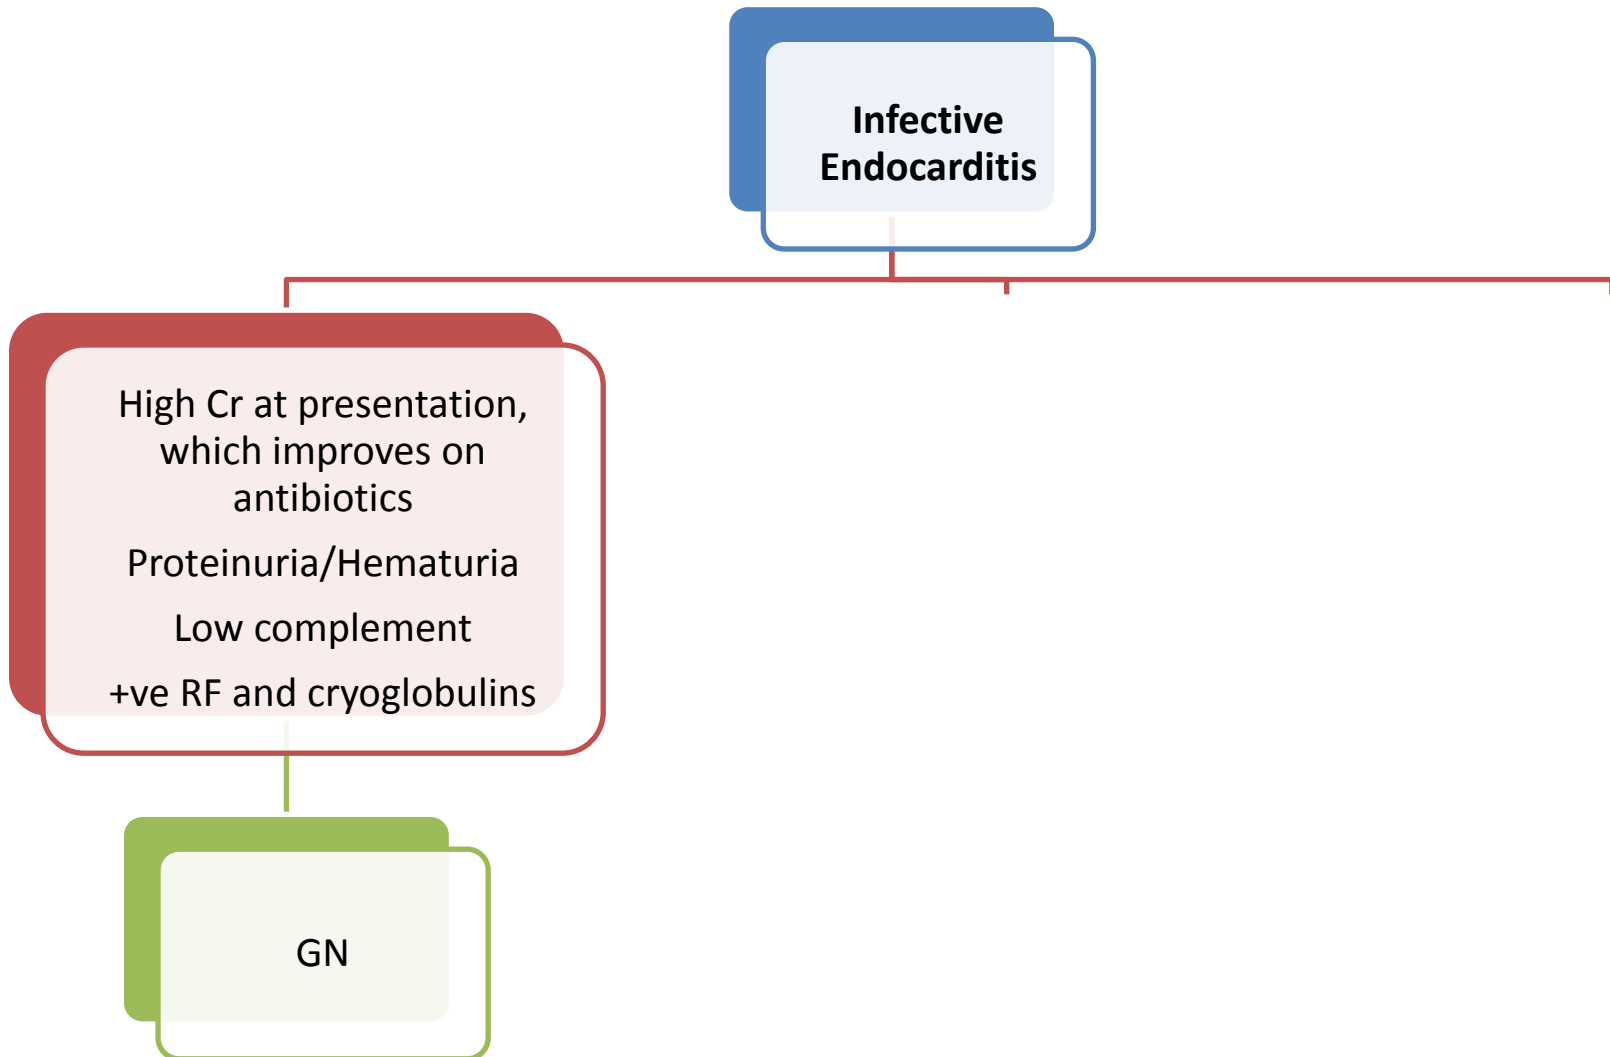 Infective
Endocarditis
High Cr at presentation,
which improves on
antibiotics
Proteinuria/Hematuria
Low complement
+ve RF and cryoglobulins
GN